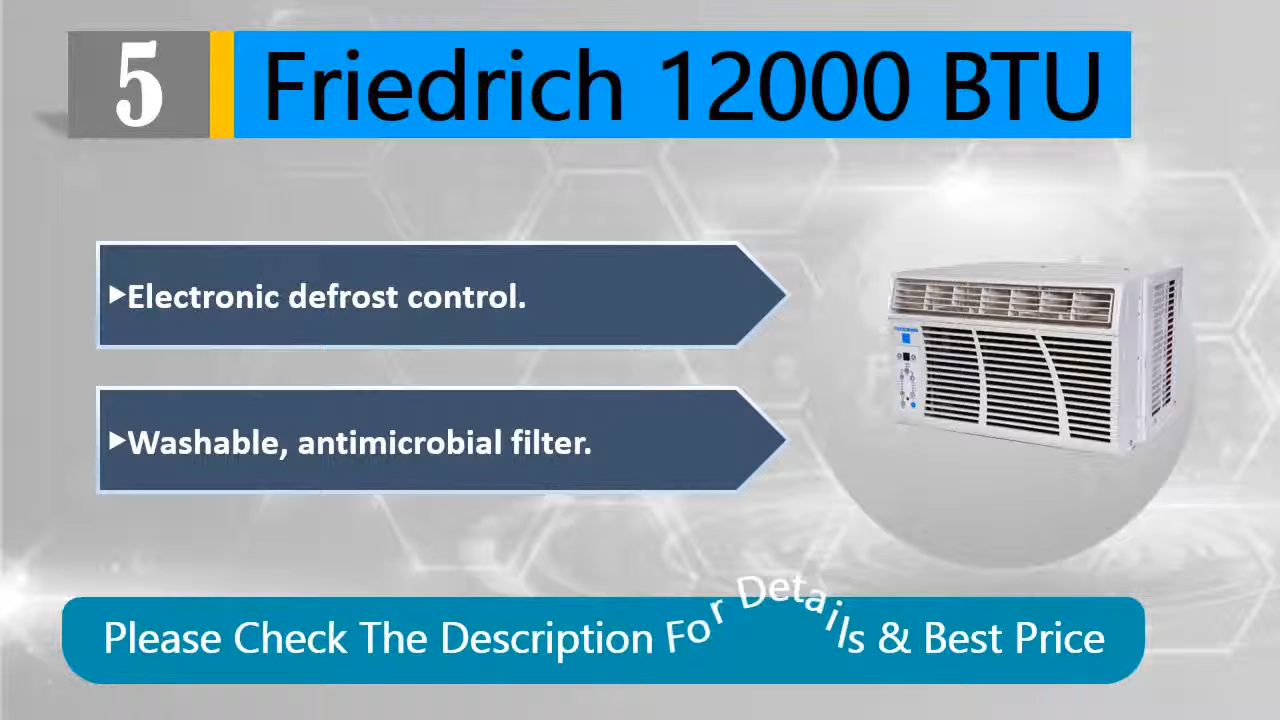 5
Friedrich 12000 BTU
▶Electronic defrost control.
▶Washable, antimicrobial filter.
Please Check The Description For Details & Best Price